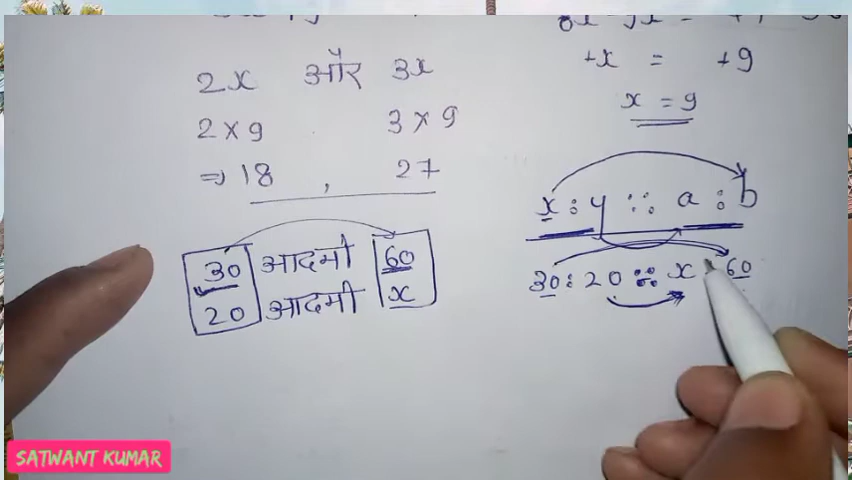 2x और 3x
2 × 9 3 × 9
⇒ 18 , 27
30 आदमी 60
20 आदमी x
+x = +9
x = 9
x : y :: a : b
30 : 20 :: x : 60
SATWANT KUMAR